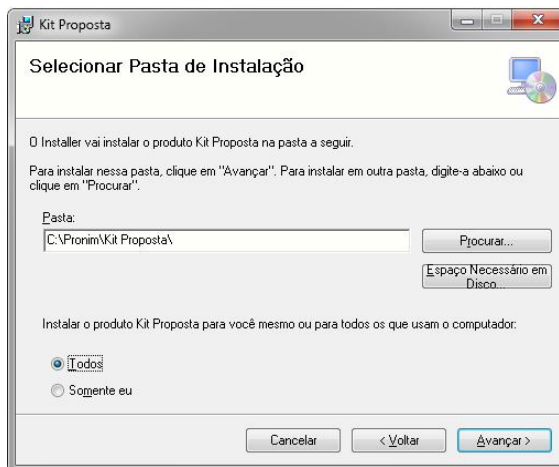 Kit Proposta
Selecionar Pasta de Instalação
O Installer vai instalar o produto Kit Proposta na pasta a seguir.
Para instalar nessa pasta, clique em "Avançar". Para instalar em outra pasta, digite-a abaixo ou
clique em "Procurar".
Pasta:
C:\Pronim\Kit Proposta\
Procurar...
Espaço Necessário em
Disco...
Instalar o produto Kit Proposta para você mesmo ou para todos os que usam o computador:
Todos
Somente eu
Cancelar
< Voltar
Avançar >